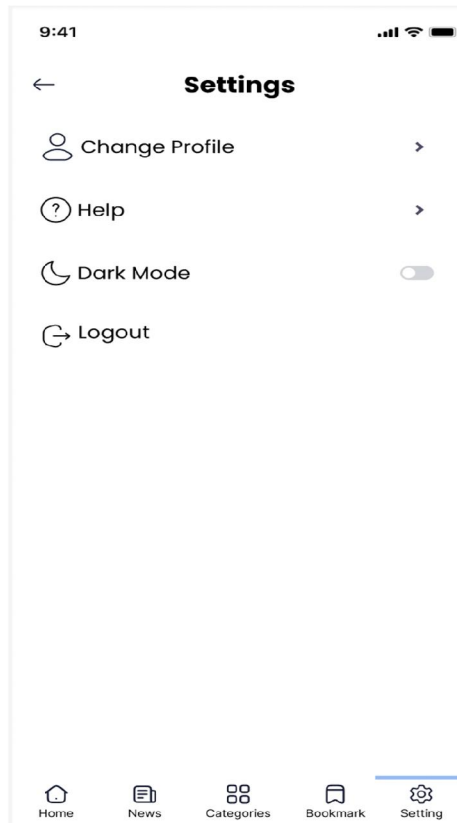 9:41
Settings
Change Profile
? Help
Dark Mode
Logout
Home News Categories Bookmark Setting